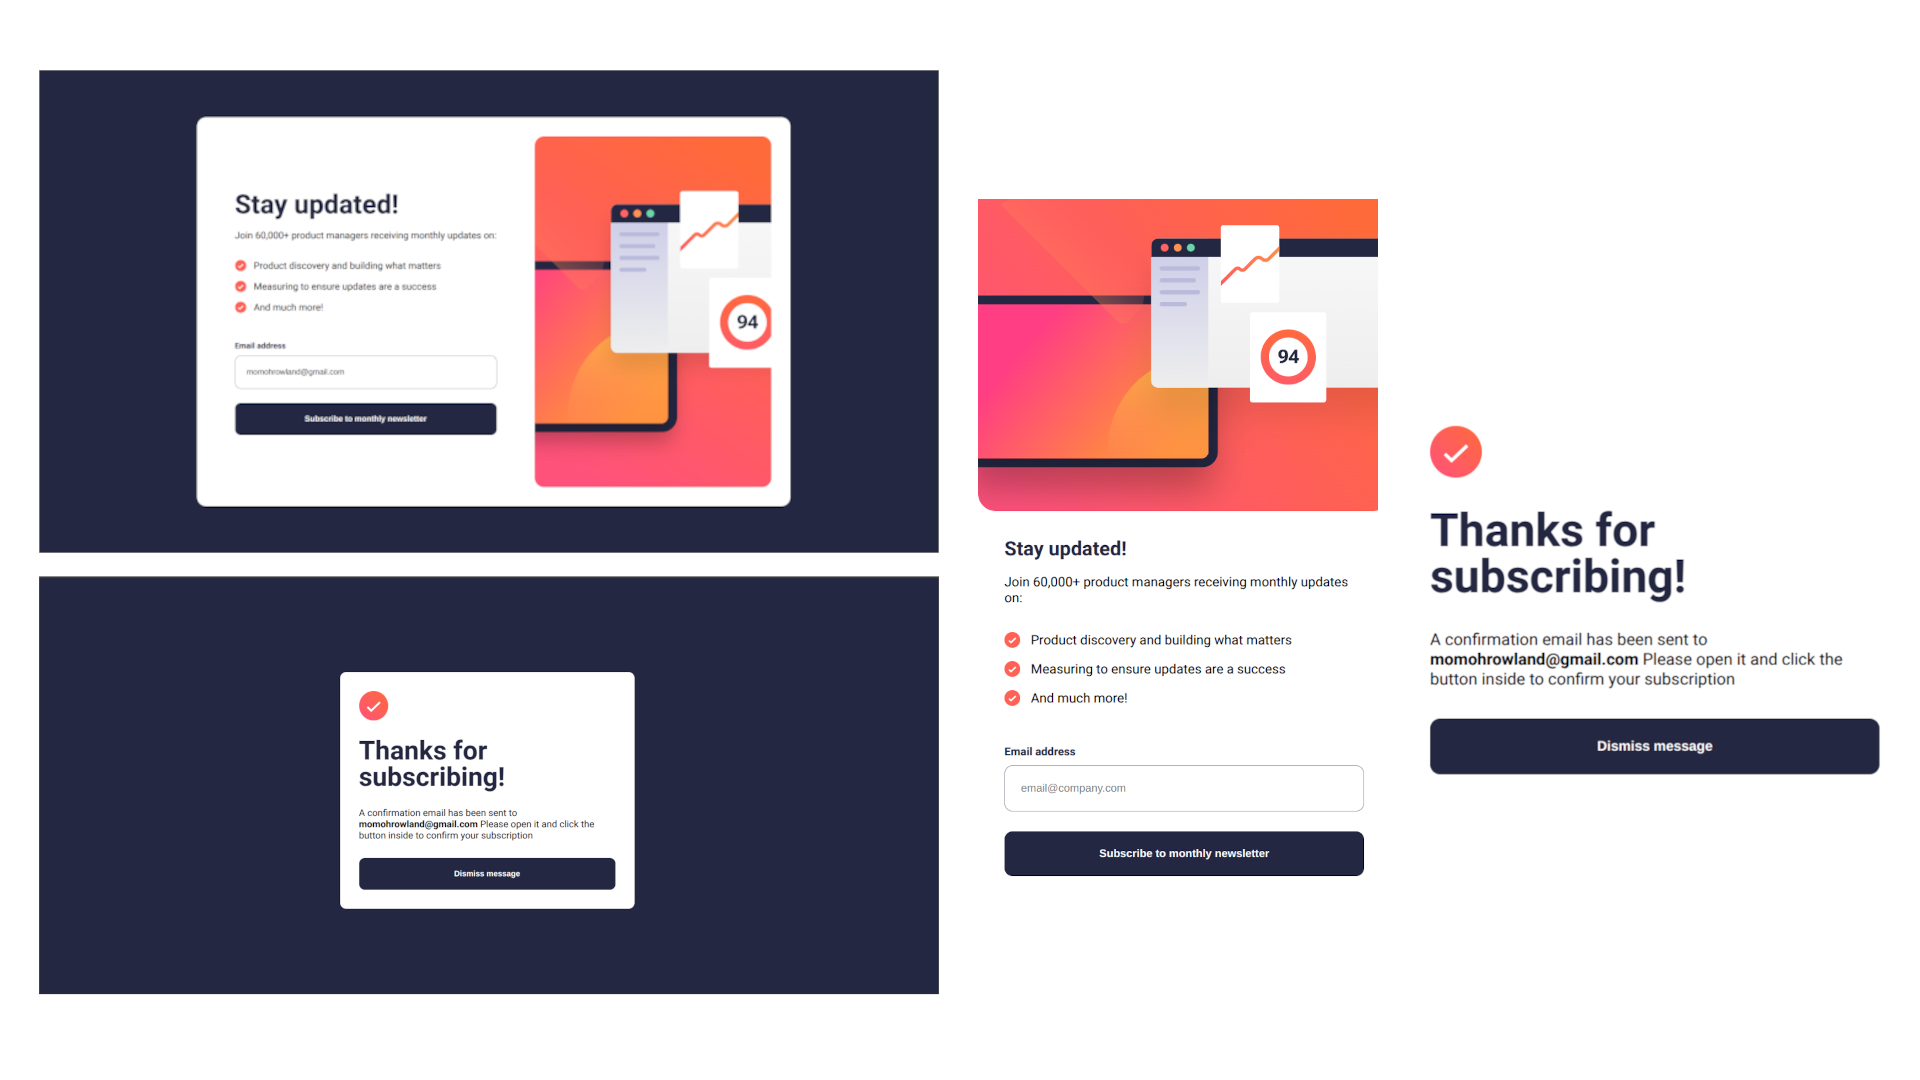 Stay updated!
Join 60,000+ product managers receiving monthly updates on:
Product discovery and building what matters
Measuring to ensure updates are a success
And much more!
Email address
momohrowland@gmail.com
Subscribe to monthly newsletter
94
Thanks for
subscribing!
A confirmation email has been sent to
momohrowland@gmail.com Please open it and click the
button inside to confirm your subscription
Dismiss message
94
Stay updated!
Join 60,000+ product managers receiving monthly updates
on:
Product discovery and building what matters
Measuring to ensure updates are a success
And much more!
Email address
email@company.com
Subscribe to monthly newsletter
Thanks for
subscribing!
A confirmation email has been sent to
momohrowland@gmail.com Please open it and click the
button inside to confirm your subscription
Dismiss message